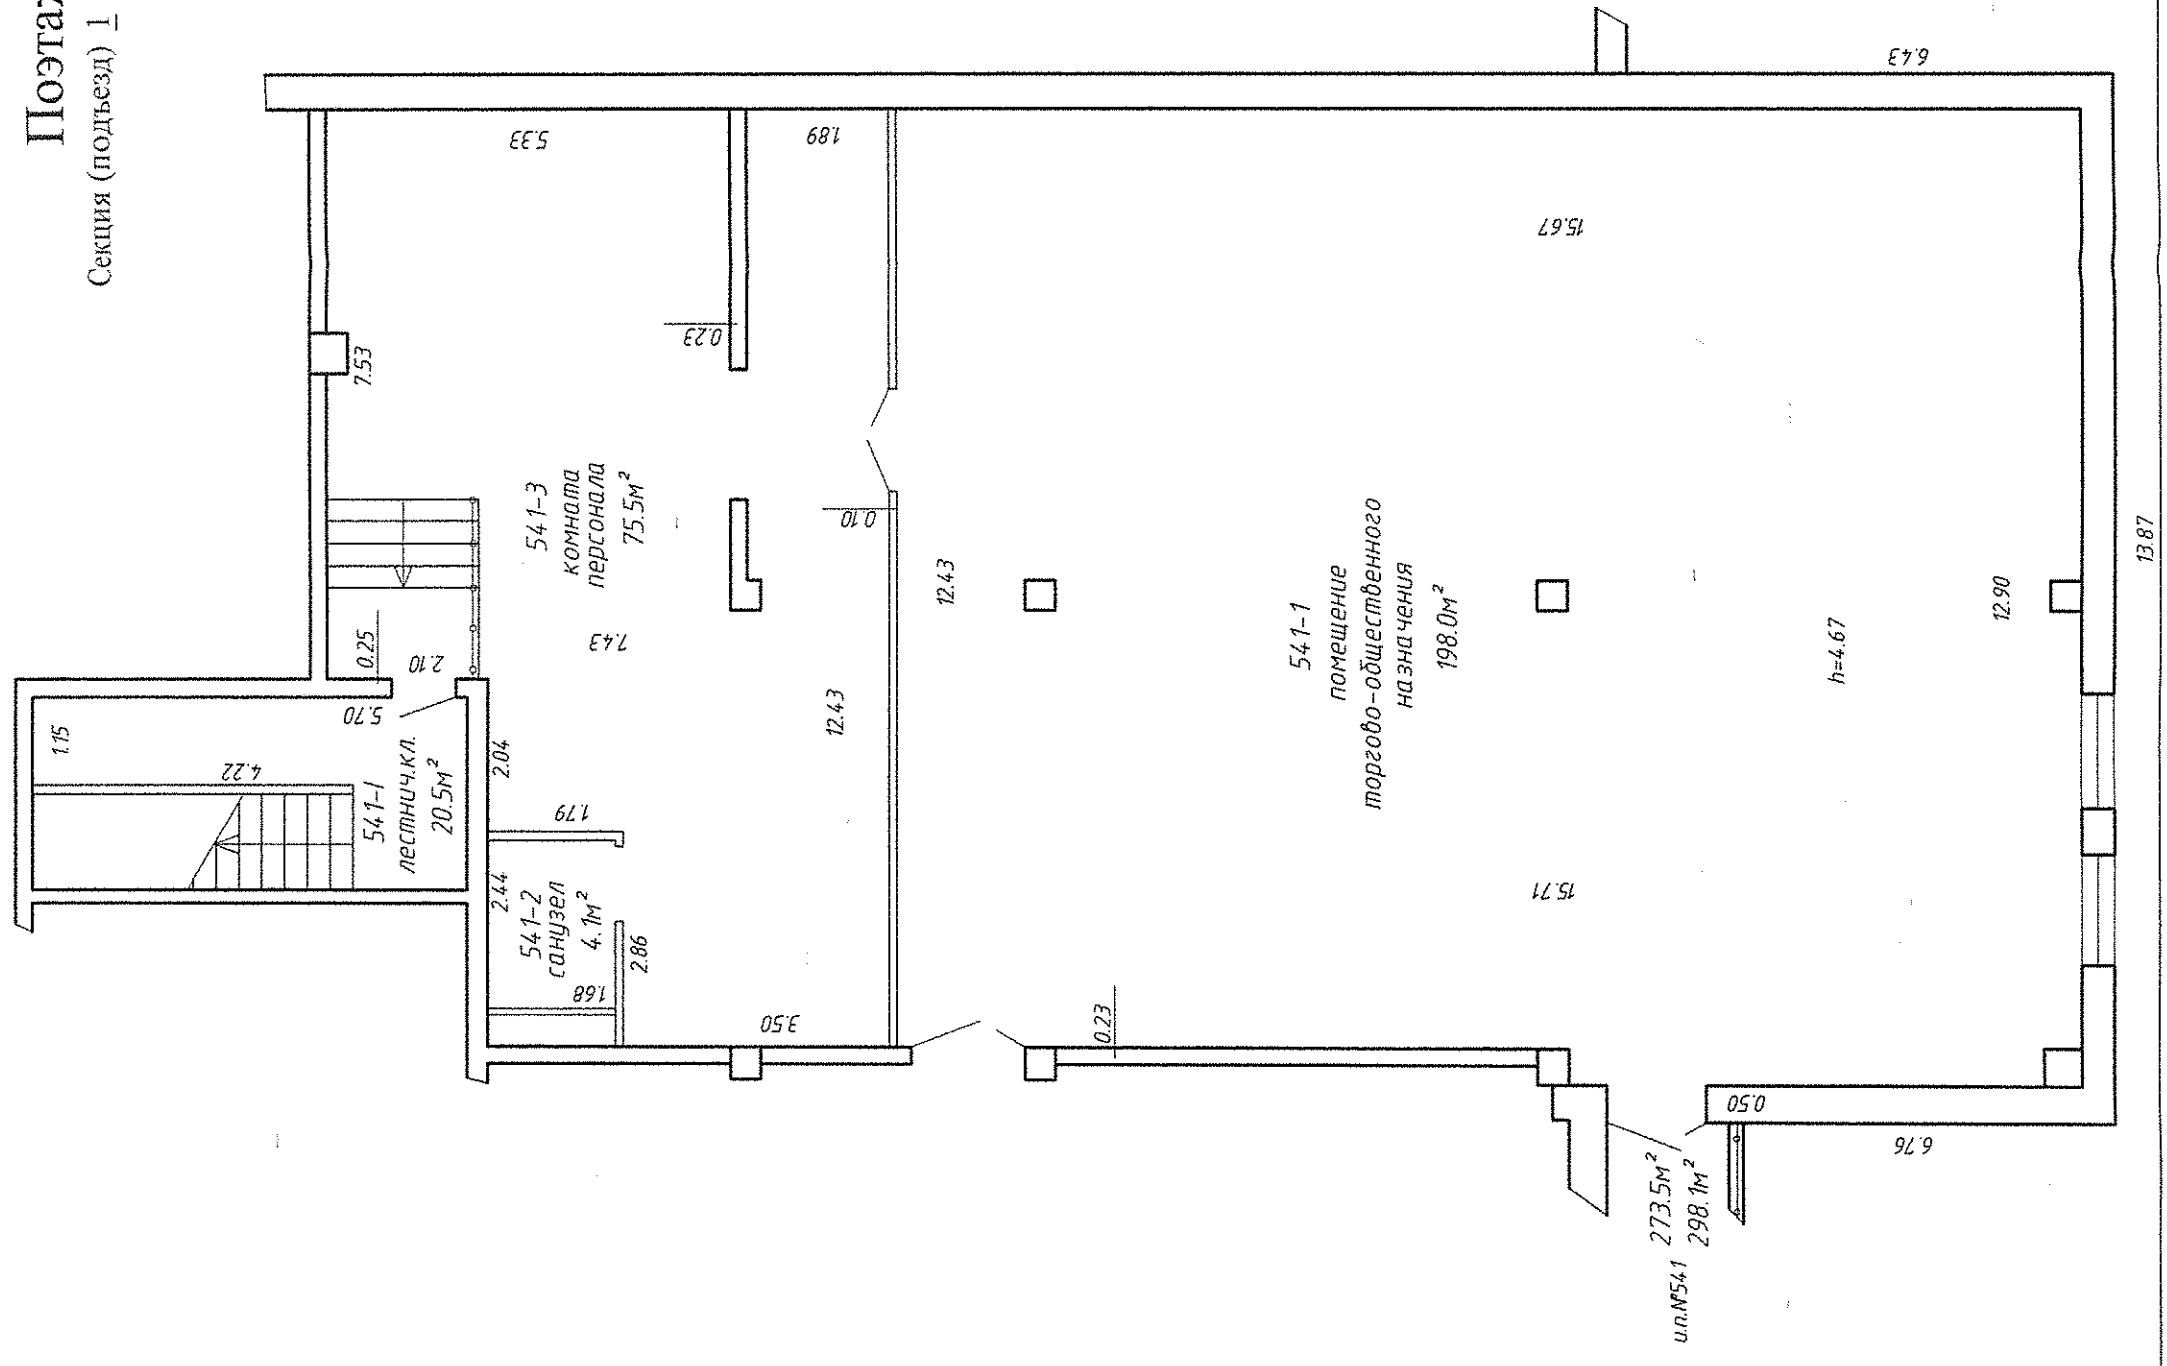 Поэтаж
Секция (подъезд) 1
6.43
5.33
1.89
15.67
0.23
7.53
541-3
комната
персонала
75.5м²
0.10
12.43
541-1
помещение
торгово-общественного
назначения
198.0м²
h=4.67
12.90
13.87
0.25
2.10
7.43
5.70
1.15
4.22
541-I
лестнич.кл.
20.5м²
2.04
12.43
1.79
2.44
541-2
санузел
4.1м²
2.86
1.68
3.50
0.23
15.71
0.50
6.76
и.п.№541 273.5м²
298.1м²